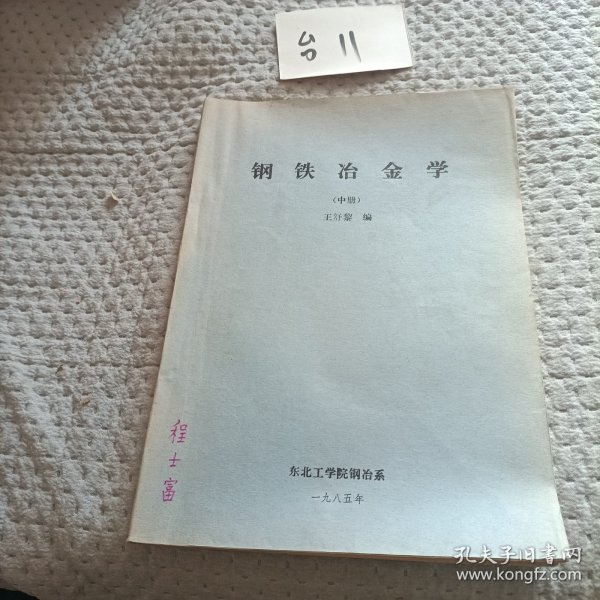 台11
钢铁冶金学
(中册)
王舒黎 编
程士富
东北工学院钢冶系
一九八五年
孔夫子旧书网
www.kongfz.com